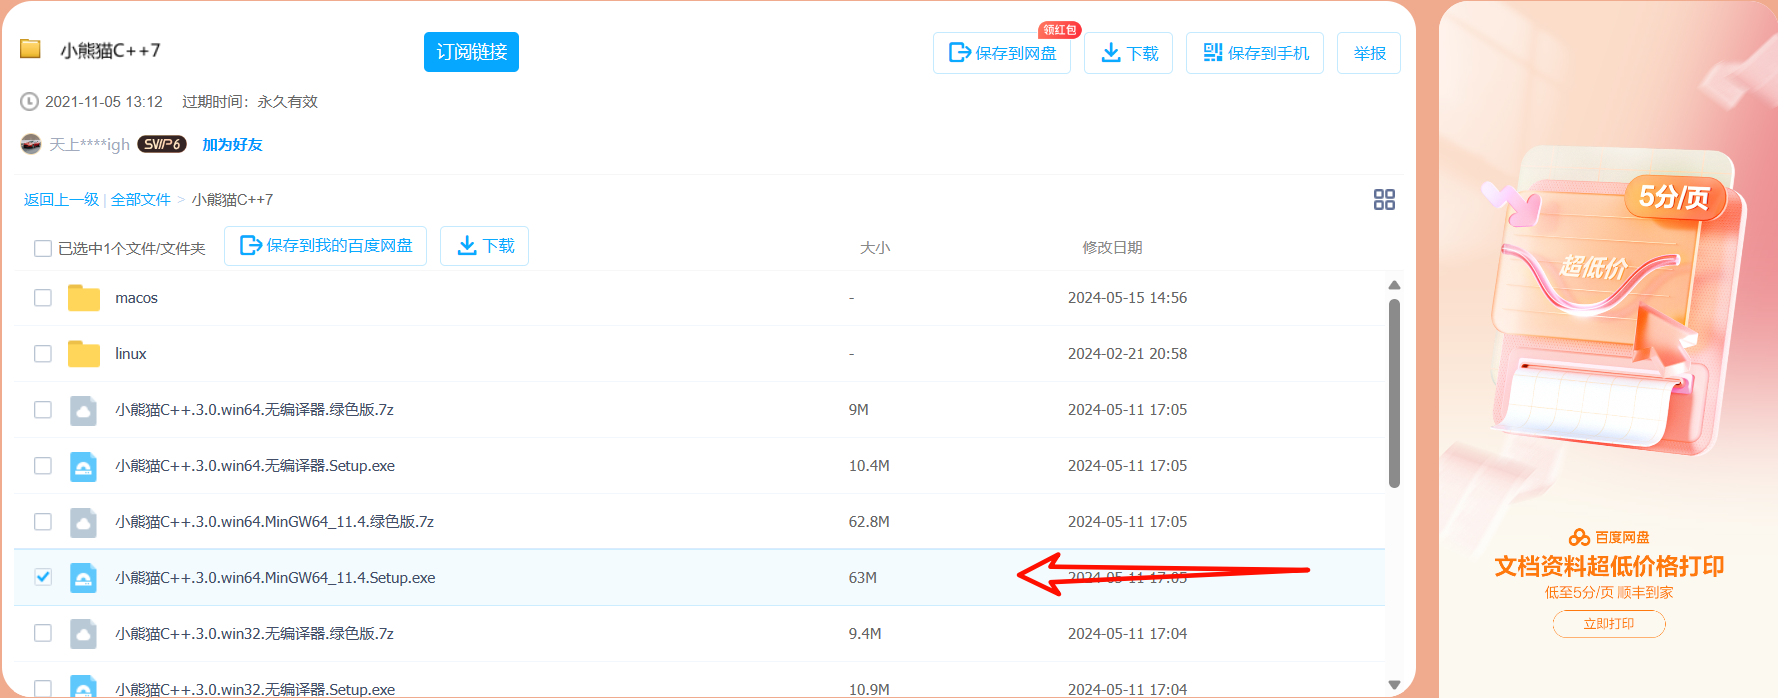 小熊猫C++7
订阅链接
领红包
保存到网盘
下载
保存到手机
举报
2021-11-05 13:12 过期时间：永久有效
天上****igh SVIP6 加为好友
返回上一级 | 全部文件 > 小熊猫C++7
已选中1个文件/文件夹 保存到我的百度网盘 下载 大小 修改日期
macos - 2024-05-15 14:56
linux - 2024-02-21 20:58
小熊猫C++.3.0.win64.无编译器.绿色版.7z 9M 2024-05-11 17:05
小熊猫C++.3.0.win64.无编译器.Setup.exe 10.4M 2024-05-11 17:05
小熊猫C++.3.0.win64.MinGW64_11.4.绿色版.7z 62.8M 2024-05-11 17:05
小熊猫C++.3.0.win64.MinGW64_11.4.Setup.exe 63M 2024-05-11 17:05
小熊猫C++.3.0.win32.无编译器.绿色版.7z 9.4M 2024-05-11 17:04
小熊猫C++.3.0.win32.无编译器.Setup.exe 10.9M 2024-05-11 17:04
5分/页
超低价
百度网盘
文档资料超低价格打印
低至5分/页 顺丰到家
立即打印